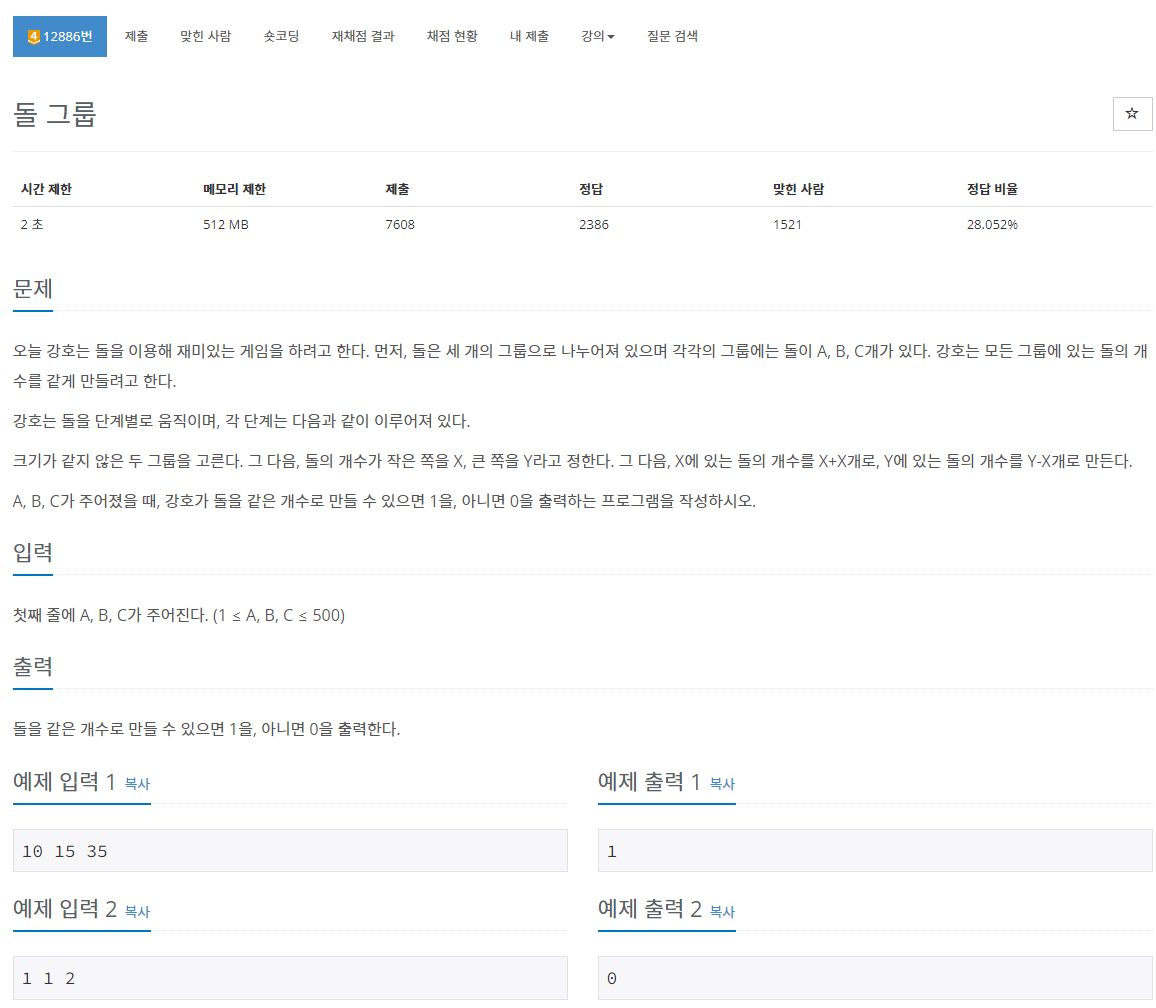 4 12886번 제출 맞힌 사람 숏코딩 재채점 결과 채점 현황 내 제출 강의 질문 검색
돌 그룹
시간 제한 메모리 제한 제출 정답 맞힌 사람 정답 비율
2 초 512 MB 7608 2386 1521 28.052%
문제
오늘 강호는 돌을 이용해 재미있는 게임을 하려고 한다. 먼저, 돌은 세 개의 그룹으로 나누어져 있으며 각각의 그룹에는 돌이 A, B, C개가 있다. 강호는 모든 그룹에 있는 돌의 개
수를 같게 만들려고 한다.
강호는 돌을 단계별로 움직이며, 각 단계는 다음과 같이 이루어져 있다.
크기가 같지 않은 두 그룹을 고른다. 그 다음, 돌의 개수가 작은 쪽을 X, 큰 쪽을 Y라고 정한다. 그 다음, X에 있는 돌의 개수를 X+X개로, Y에 있는 돌의 개수를 Y-X개로 만든다.
A, B, C가 주어졌을 때, 강호가 돌을 같은 개수로 만들 수 있으면 1을, 아니면 0을 출력하는 프로그램을 작성하시오.
입력
첫째 줄에 A, B, C가 주어진다. (1 ≤ A, B, C ≤ 500)
출력
돌을 같은 개수로 만들 수 있으면 1을, 아니면 0을 출력한다.
예제 입력 1 복사 예제 출력 1 복사
10 15 35 1
예제 입력 2 복사 예제 출력 2 복사
1 1 2 0